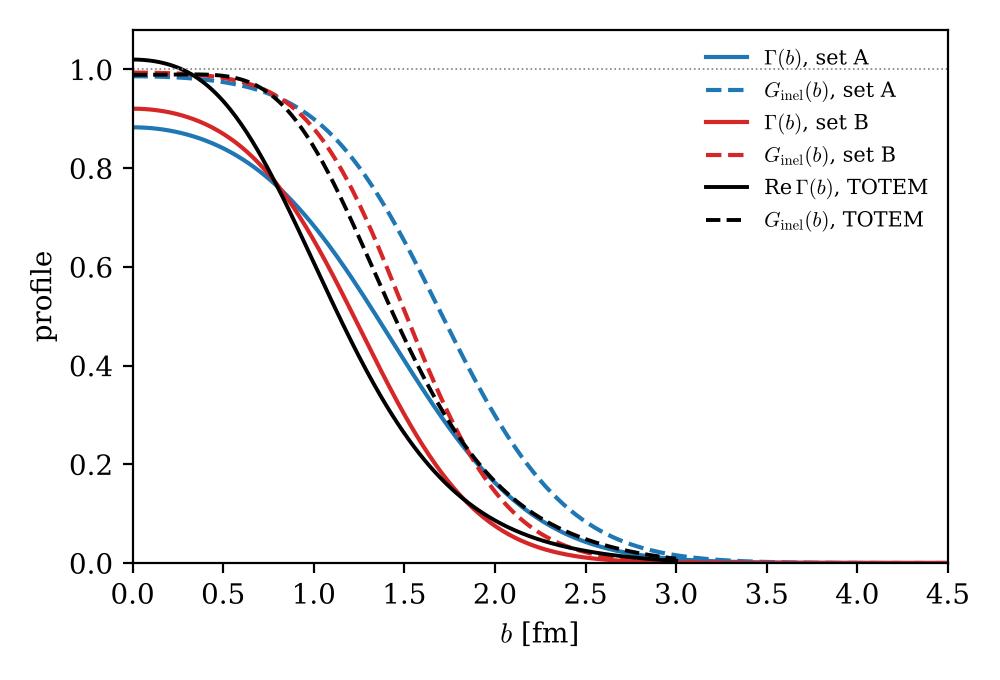 1.0
0.8
0.6
0.4
0.2
0.0
profile
0.0 0.5 1.0 1.5 2.0 2.5 3.0 3.5 4.0 4.5
b [fm]
Γ(b), set A
G_inel(b), set A
Γ(b), set B
G_inel(b), set B
Re Γ(b), TOTEM
G_inel(b), TOTEM